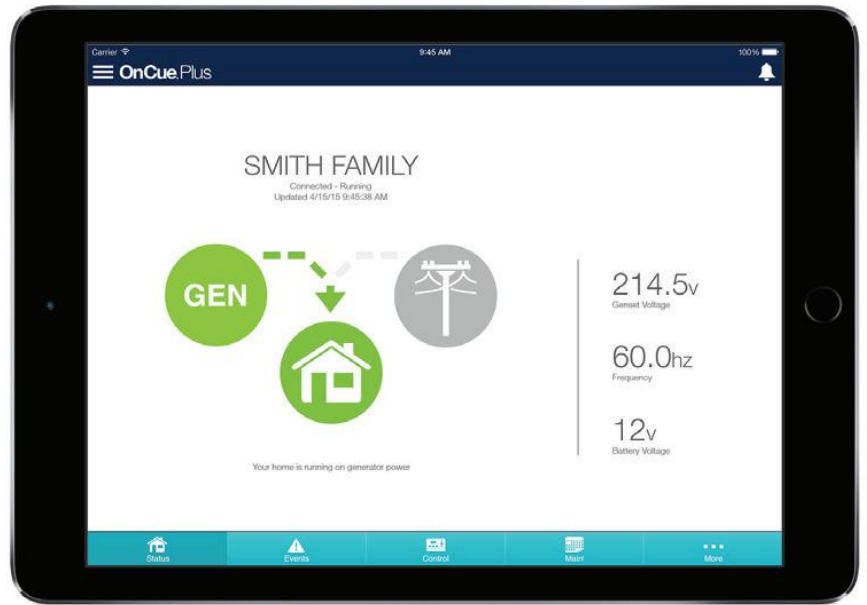 Carrier
9:45 AM
100%
OnCue.Plus
SMITH FAMILY
Connected - Running
Updated 4/15/15 9:45:38 AM
GEN
214.5v
Genset Voltage
60.0hz
Frequency
12v
Battery Voltage
Your home is running on generator power
Status
Events
Control
More